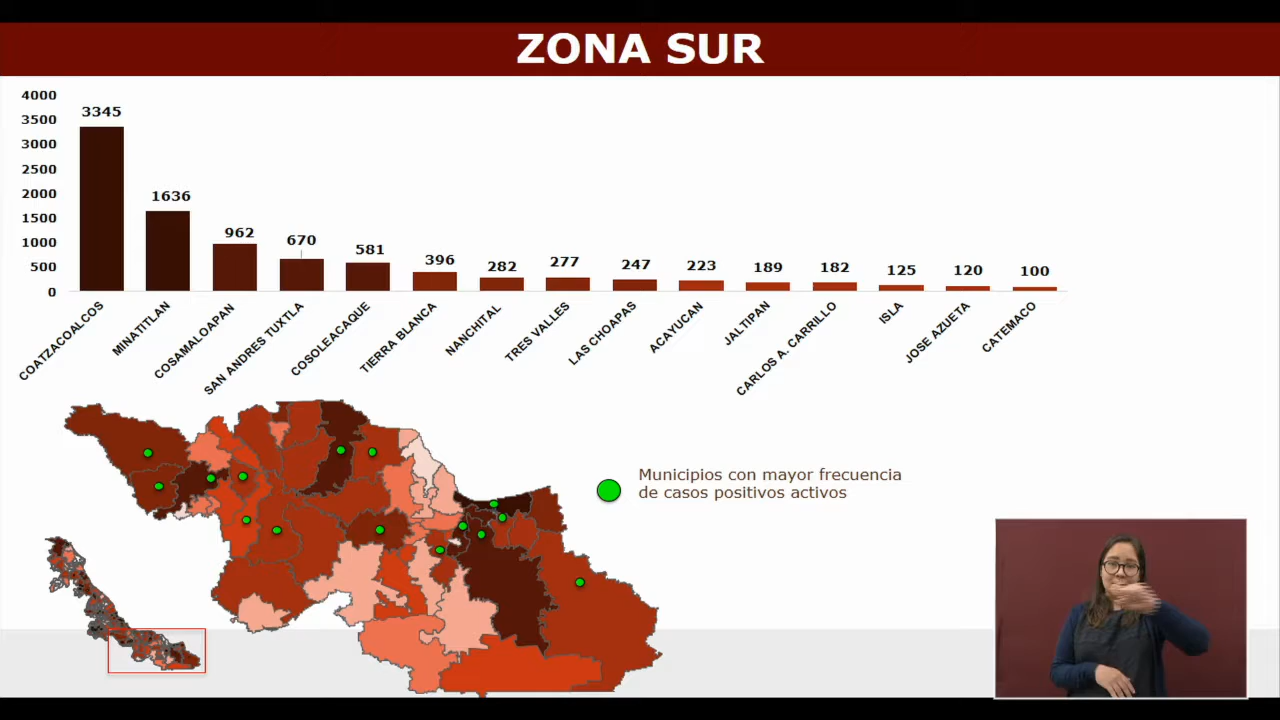 ZONA SUR
4000
3500
3000
2500
2000
1500
1000
500
0
3345
1636
962
670
581
396
282
277
247
223
189
182
125
120
100
COATZACOALCOS
MINATITLAN
COSAMALOAPAN
SAN ANDRES TUXTLA
COSOLEACAQUE
TIERRA BLANCA
NANCHITAL
TRES VALLES
LAS CHOAPAS
ACAYUCAN
JALTIPAN
CARLOS A. CARRILLO
ISLA
JOSE AZUETA
CATEMACO
Municipios con mayor frecuencia
de casos positivos activos